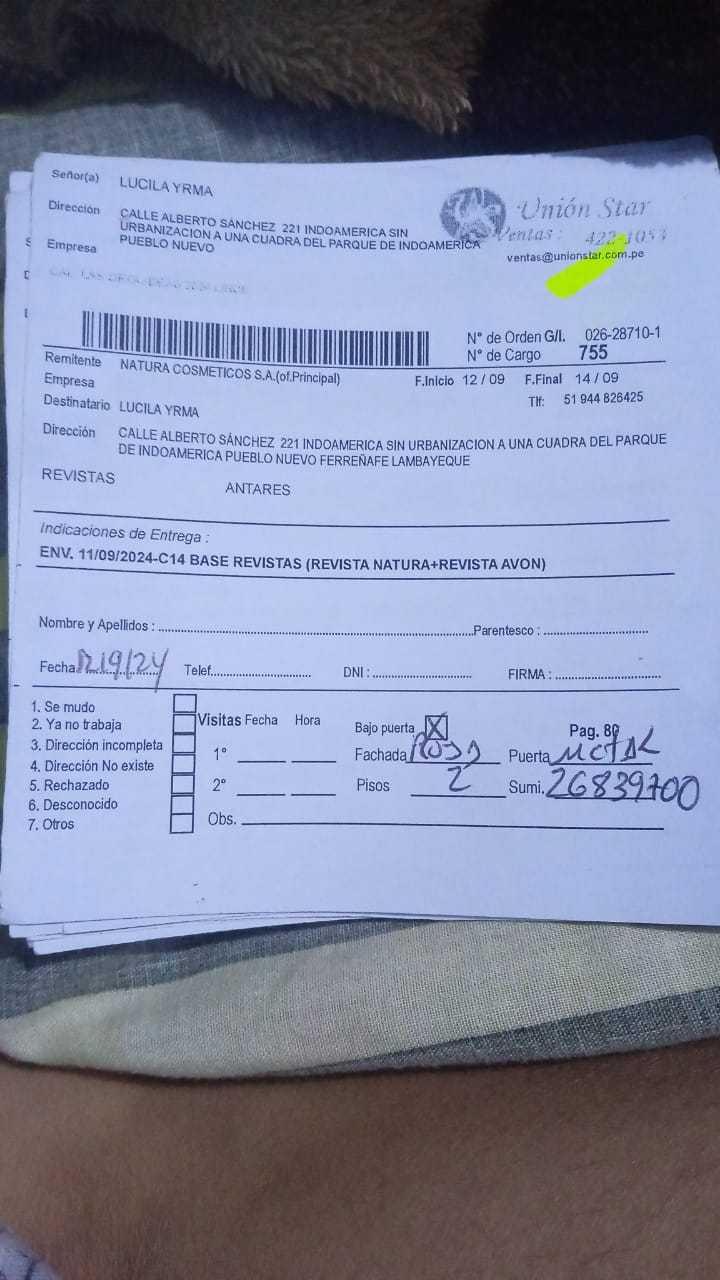 Señor(a) LUCILA YRMA
Unión Star
Ventas : 422-1053
ventas@unionstar.com.pe
Dirección CALLE ALBERTO SÁNCHEZ 221 INDOAMERICA SIN
URBANIZACION A UNA CUADRA DEL PARQUE DE INDOAMERICA
Empresa PUEBLO NUEVO
N° de Orden G/I. 026-28710-1
N° de Cargo 755
Remitente NATURA COSMETICOS S.A.(of.Principal)
Empresa F.Inicio 12 / 09 F.Final 14 / 09
Destinatario LUCILA YRMA Tlf: 51 944 826425
Dirección CALLE ALBERTO SÁNCHEZ 221 INDOAMERICA SIN URBANIZACION A UNA CUADRA DEL PARQUE
DE INDOAMERICA PUEBLO NUEVO FERREÑAFE LAMBAYEQUE
REVISTAS ANTARES
Indicaciones de Entrega :
ENV. 11/09/2024-C14 BASE REVISTAS (REVISTA NATURA+REVISTA AVON)
Nombre y Apellidos : Parentesco :
Fecha 12/9/24 Telef. DNI : FIRMA :
1. Se mudo
2. Ya no trabaja
3. Dirección incompleta
4. Dirección No existe
5. Rechazado
6. Desconocido
7. Otros
Visitas Fecha Hora Bajo puerta X Pag. 80
1° Fachada Puerta
2° Pisos 2 Sumi. 26839700
Obs.